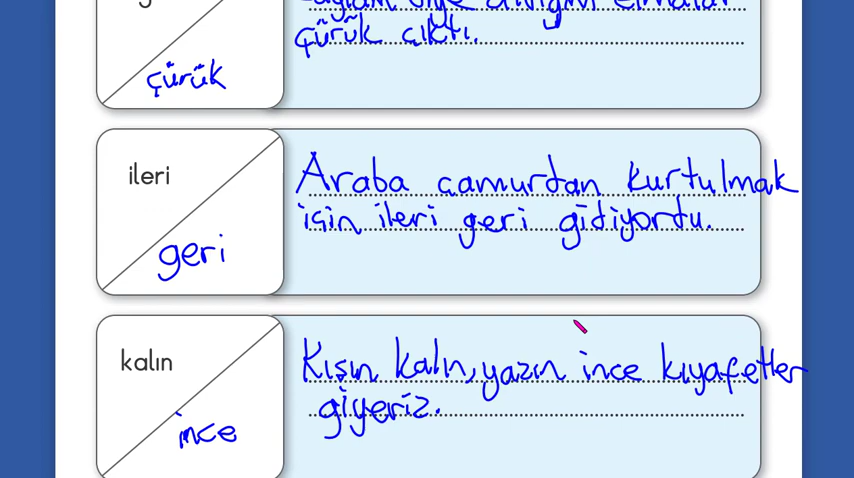 elmalar
çürük çıktı.
çürük
ileri
Araba çamurdan kurtulmak
için ileri geri gidiyordu.
geri
kalın
Kışın kalın, yazın ince kıyafetler
giyeriz.
ince